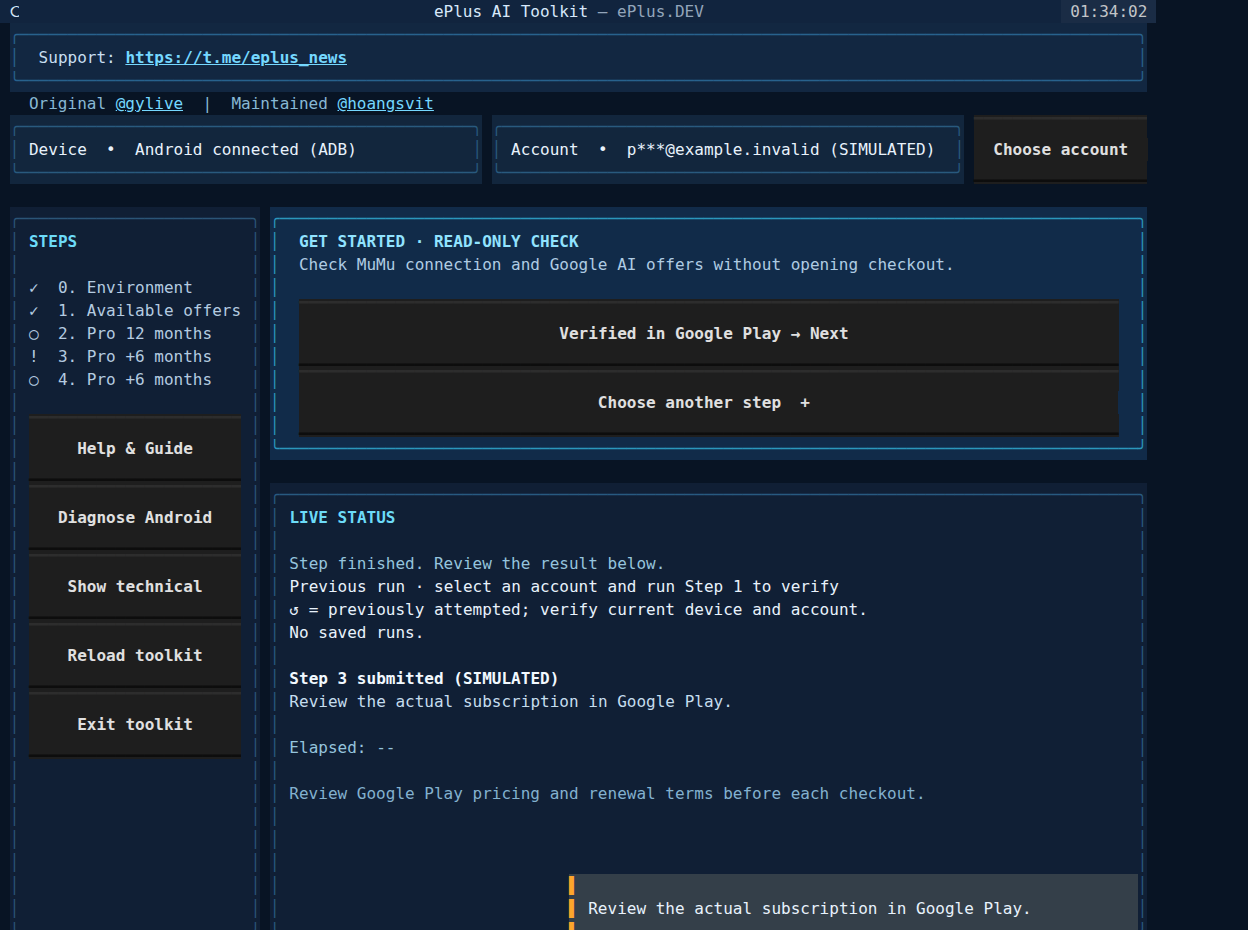 C
ePlus AI Toolkit — ePlus.DEV
01:34:02
Support: https://t.me/eplus_news
Original @gylive | Maintained @hoangsvit
Device • Android connected (ADB)
Account • p***@example.invalid (SIMULATED)
Choose account
STEPS
✓ 0. Environment
✓ 1. Available offers
○ 2. Pro 12 months
! 3. Pro +6 months
○ 4. Pro +6 months
Help & Guide
Diagnose Android
Show technical
Reload toolkit
Exit toolkit
GET STARTED · READ-ONLY CHECK
Check MuMu connection and Google AI offers without opening checkout.
Verified in Google Play → Next
Choose another step +
LIVE STATUS
Step finished. Review the result below.
Previous run · select an account and run Step 1 to verify
↺ = previously attempted; verify current device and account.
No saved runs.
Step 3 submitted (SIMULATED)
Review the actual subscription in Google Play.
Elapsed: --
Review Google Play pricing and renewal terms before each checkout.
Review the actual subscription in Google Play.